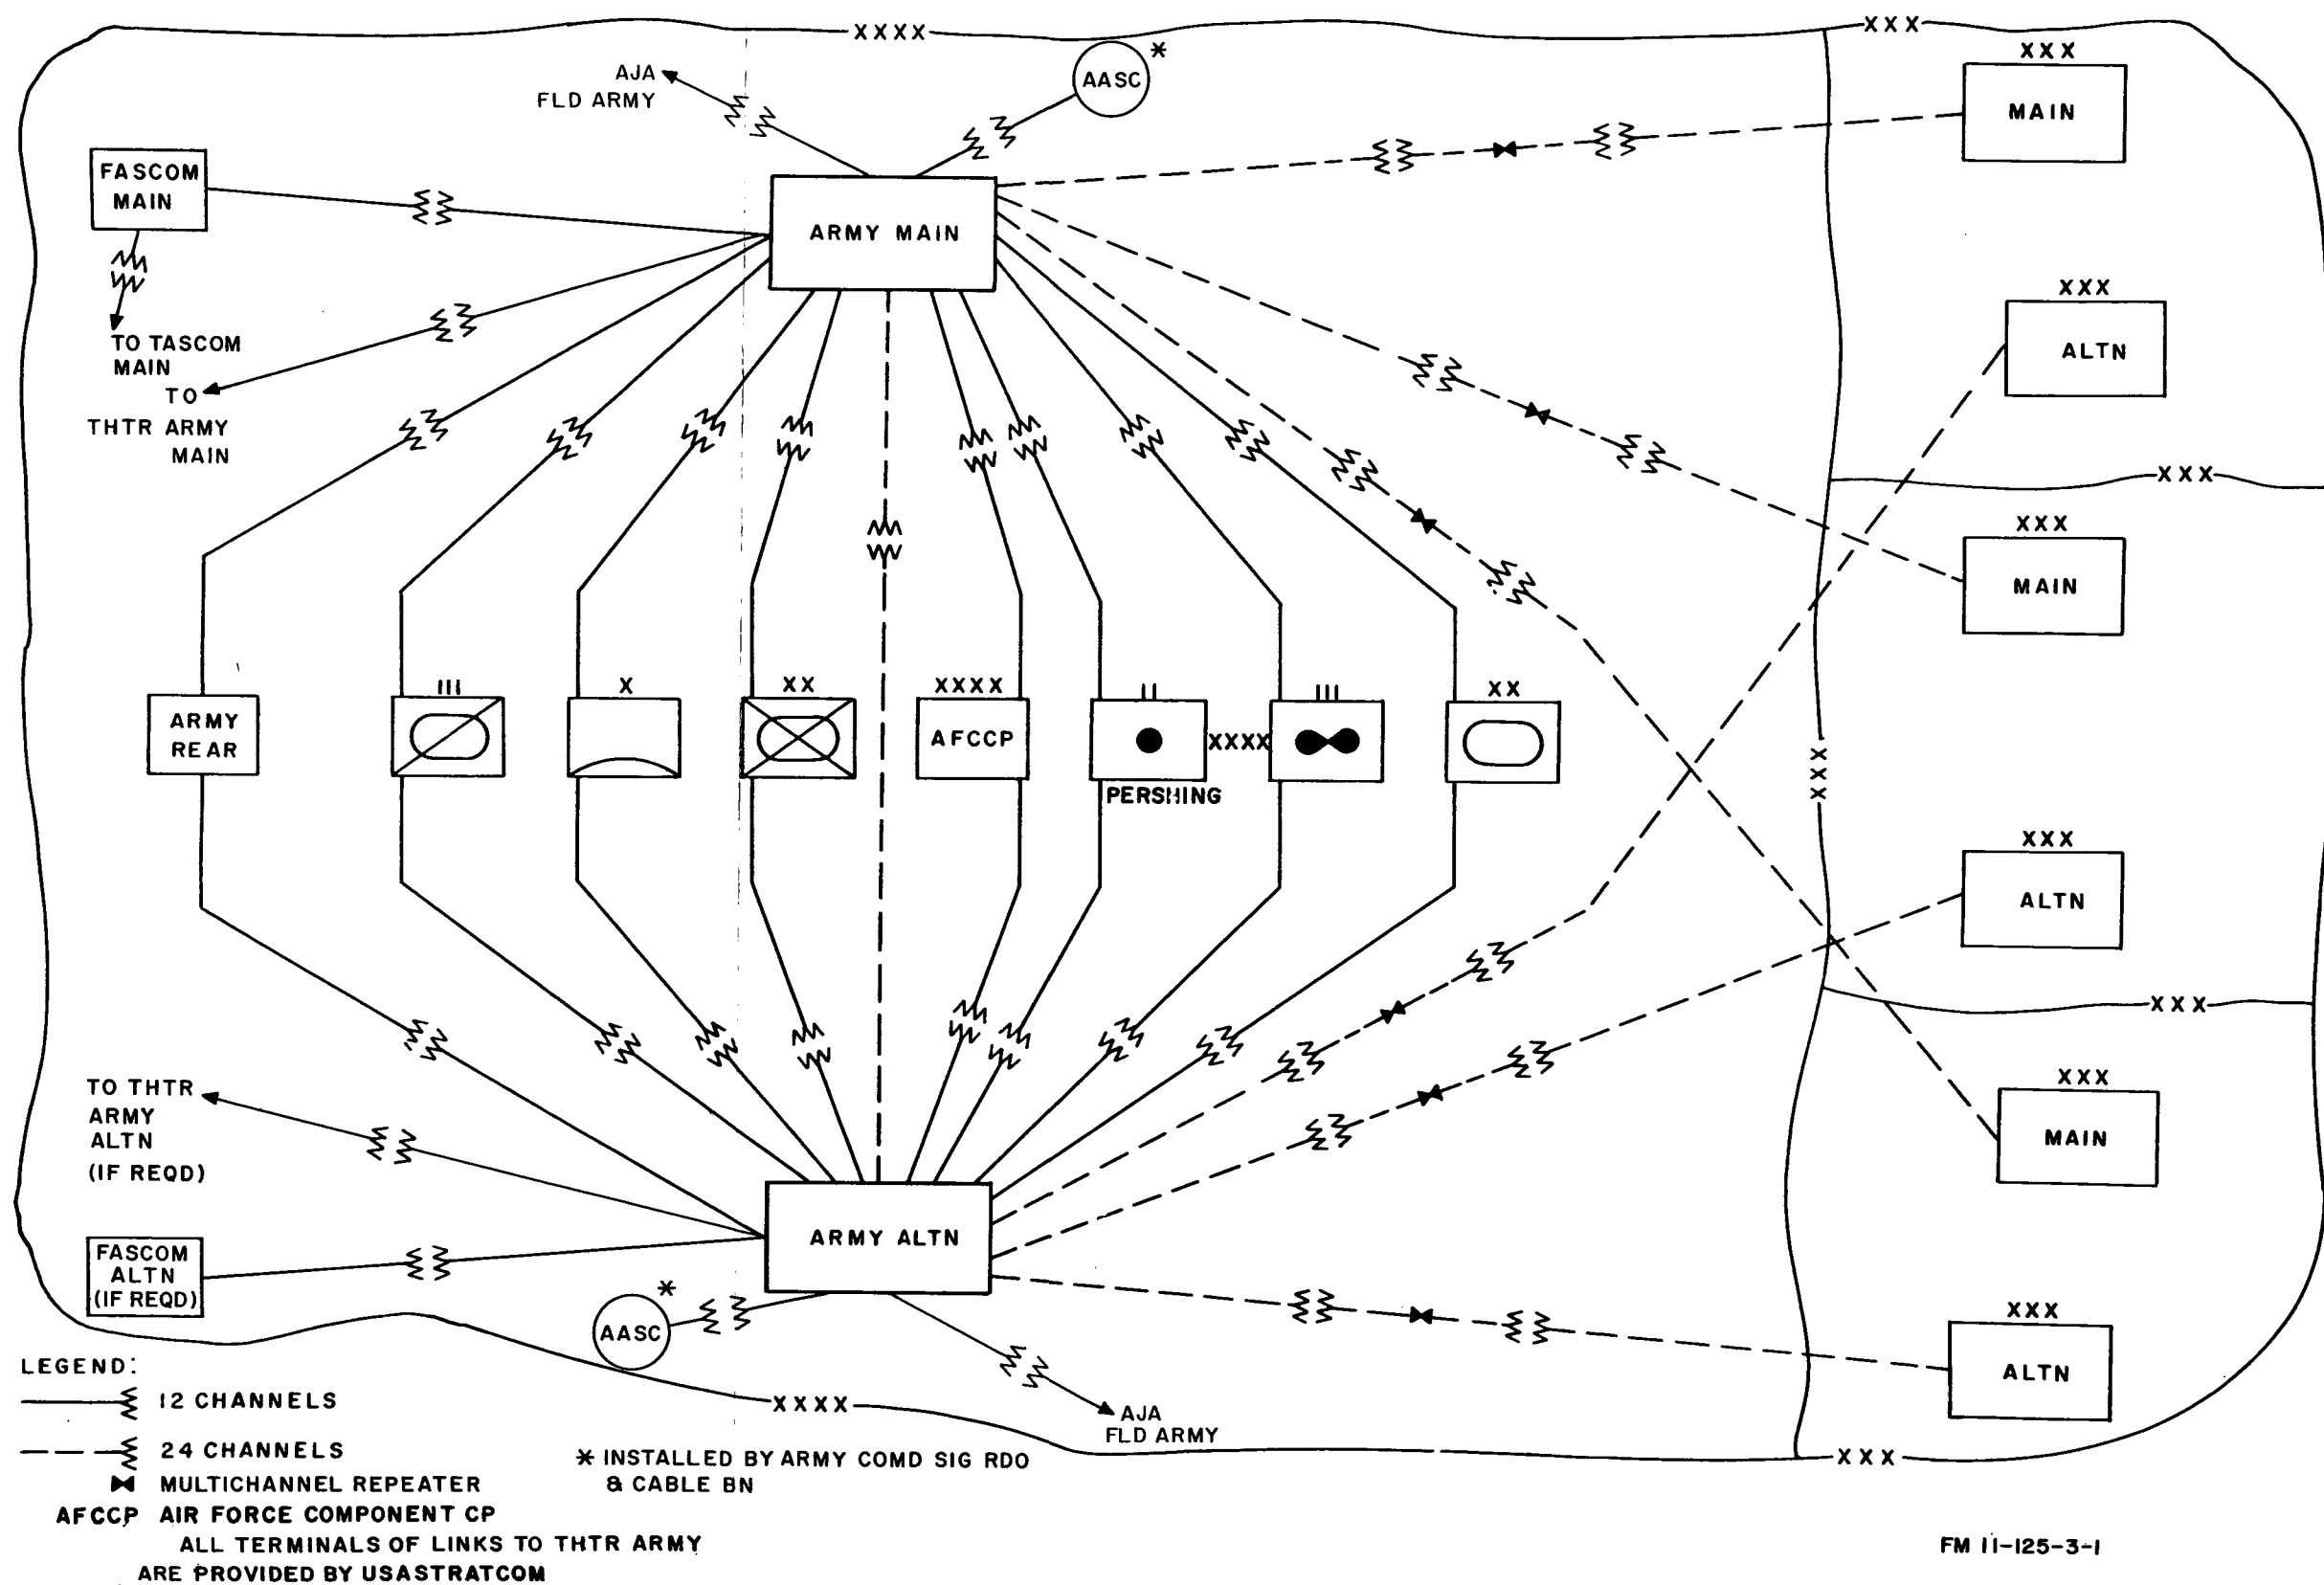 XXXX
XXX
XXX
AJA
FLD ARMY
AASC
*
MAIN
FASCOM
MAIN
ARMY MAIN
XXX
ALTN
TO TASCOM
MAIN
TO
THTR ARMY
MAIN
XXX
XXX
MAIN
ARMY
REAR
III
X
XX
XXXX
AFCCP
II
PERSHING
XXXX
III
XX
XXX
XXX
ALTN
XXX
XXX
MAIN
TO THTR
ARMY
ALTN
(IF REQD)
ARMY ALTN
FASCOM
ALTN
(IF REQD)
*
AASC
XXX
ALTN
XXXX
AJA
FLD ARMY
XXX
LEGEND:
12 CHANNELS
24 CHANNELS
MULTICHANNEL REPEATER
AFCCP AIR FORCE COMPONENT CP
ALL TERMINALS OF LINKS TO THTR ARMY
ARE PROVIDED BY USASTRATCOM
* INSTALLED BY ARMY COMD SIG RDO
& CABLE BN
FM 11-125-3-1